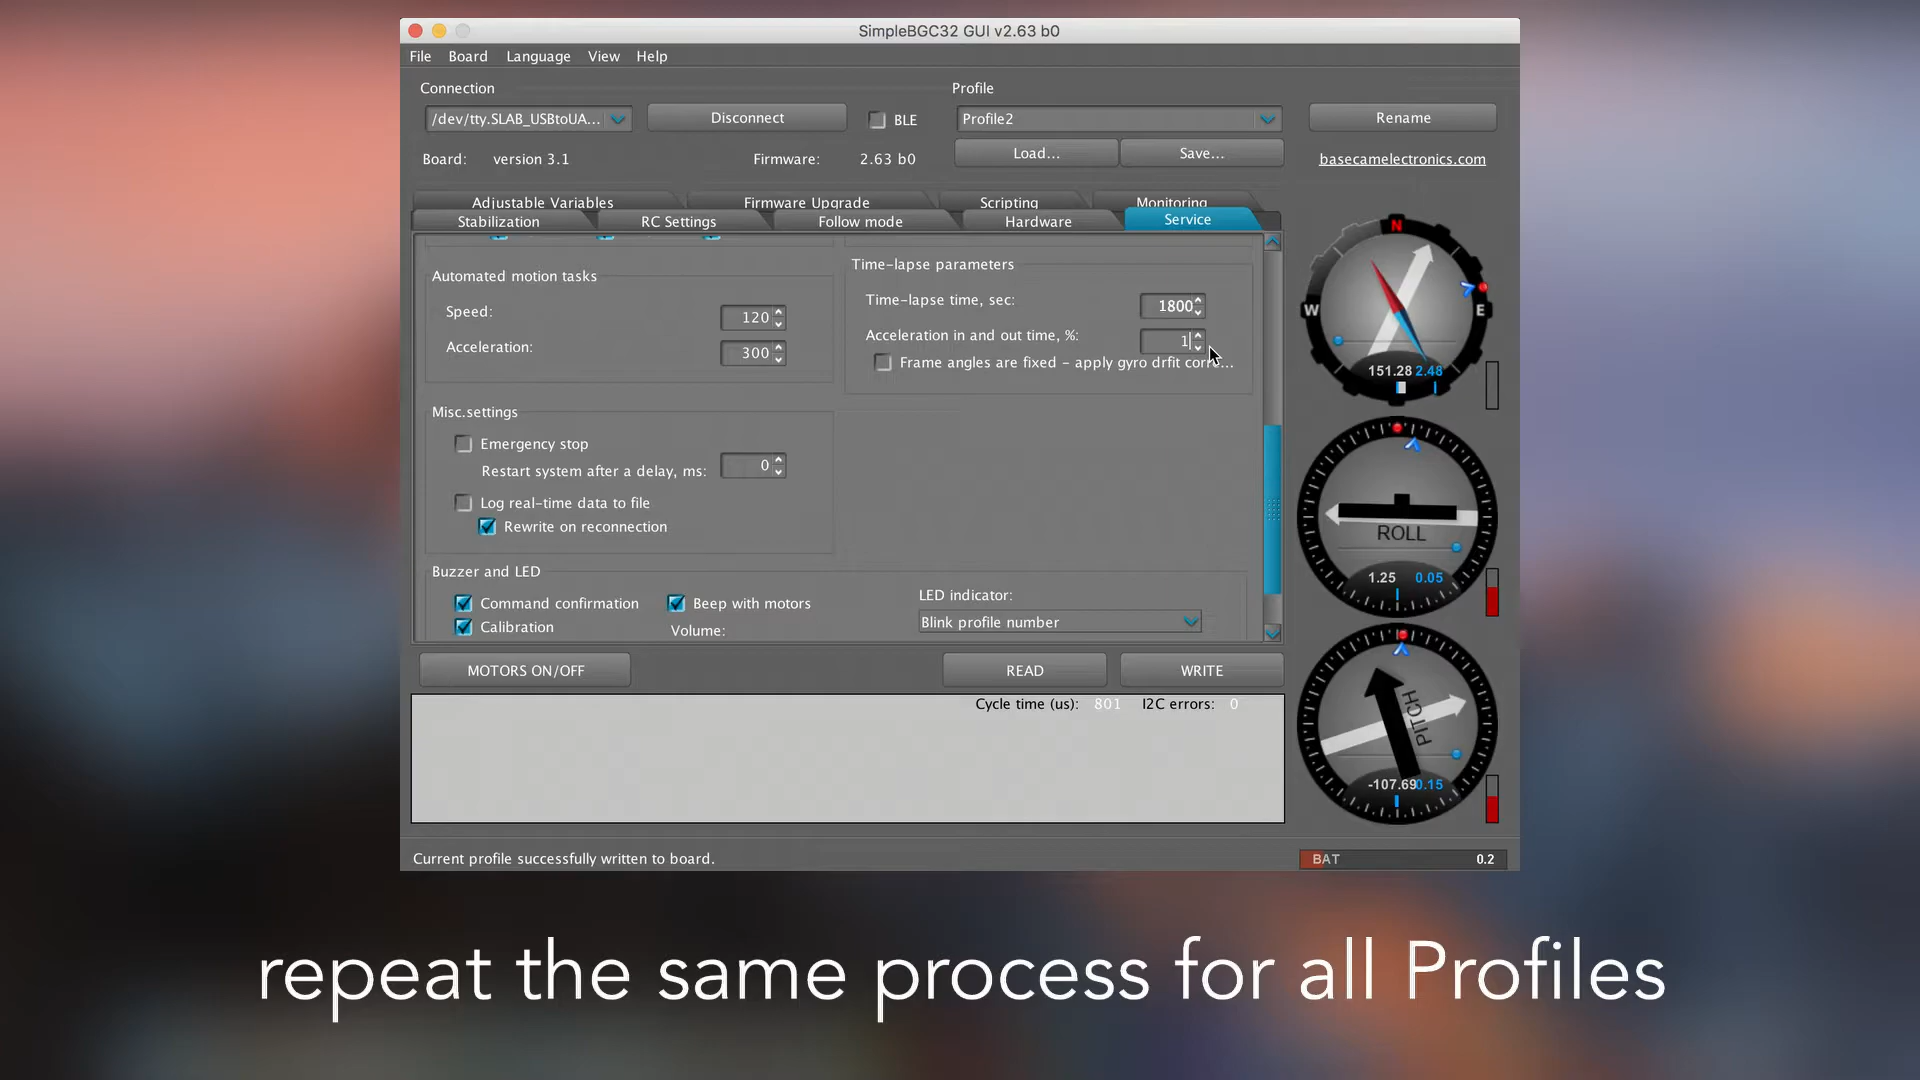 SimpleBGC32 GUI v2.63 b0
File Board Language View Help
Connection
Profile
/dev/tty.SLAB_USBtoUA...
Disconnect
BLE
Profile2
Rename
Board: version 3.1
Firmware: 2.63 b0
Load...
Save...
basecamelectronics.com
Adjustable Variables
Firmware Upgrade
Scripting
Monitoring
Stabilization
RC Settings
Follow mode
Hardware
Service
Automated motion tasks
Speed: 120
Acceleration: 300
Time-lapse parameters
Time-lapse time, sec: 1800
Acceleration in and out time, %: 1
Frame angles are fixed - apply gyro drfit corre...
Misc.settings
Emergency stop
Restart system after a delay, ms: 0
Log real-time data to file
Rewrite on reconnection
Buzzer and LED
Command confirmation
Beep with motors
Calibration
Volume:
LED indicator:
Blink profile number
MOTORS ON/OFF
READ
WRITE
Cycle time (us): 801 I2C errors: 0
N
W
E
151.28 2.48
ROLL
1.25 0.05
PITCH
-107.69 0.15
Current profile successfully written to board.
BAT 0.2
repeat the same process for all Profiles